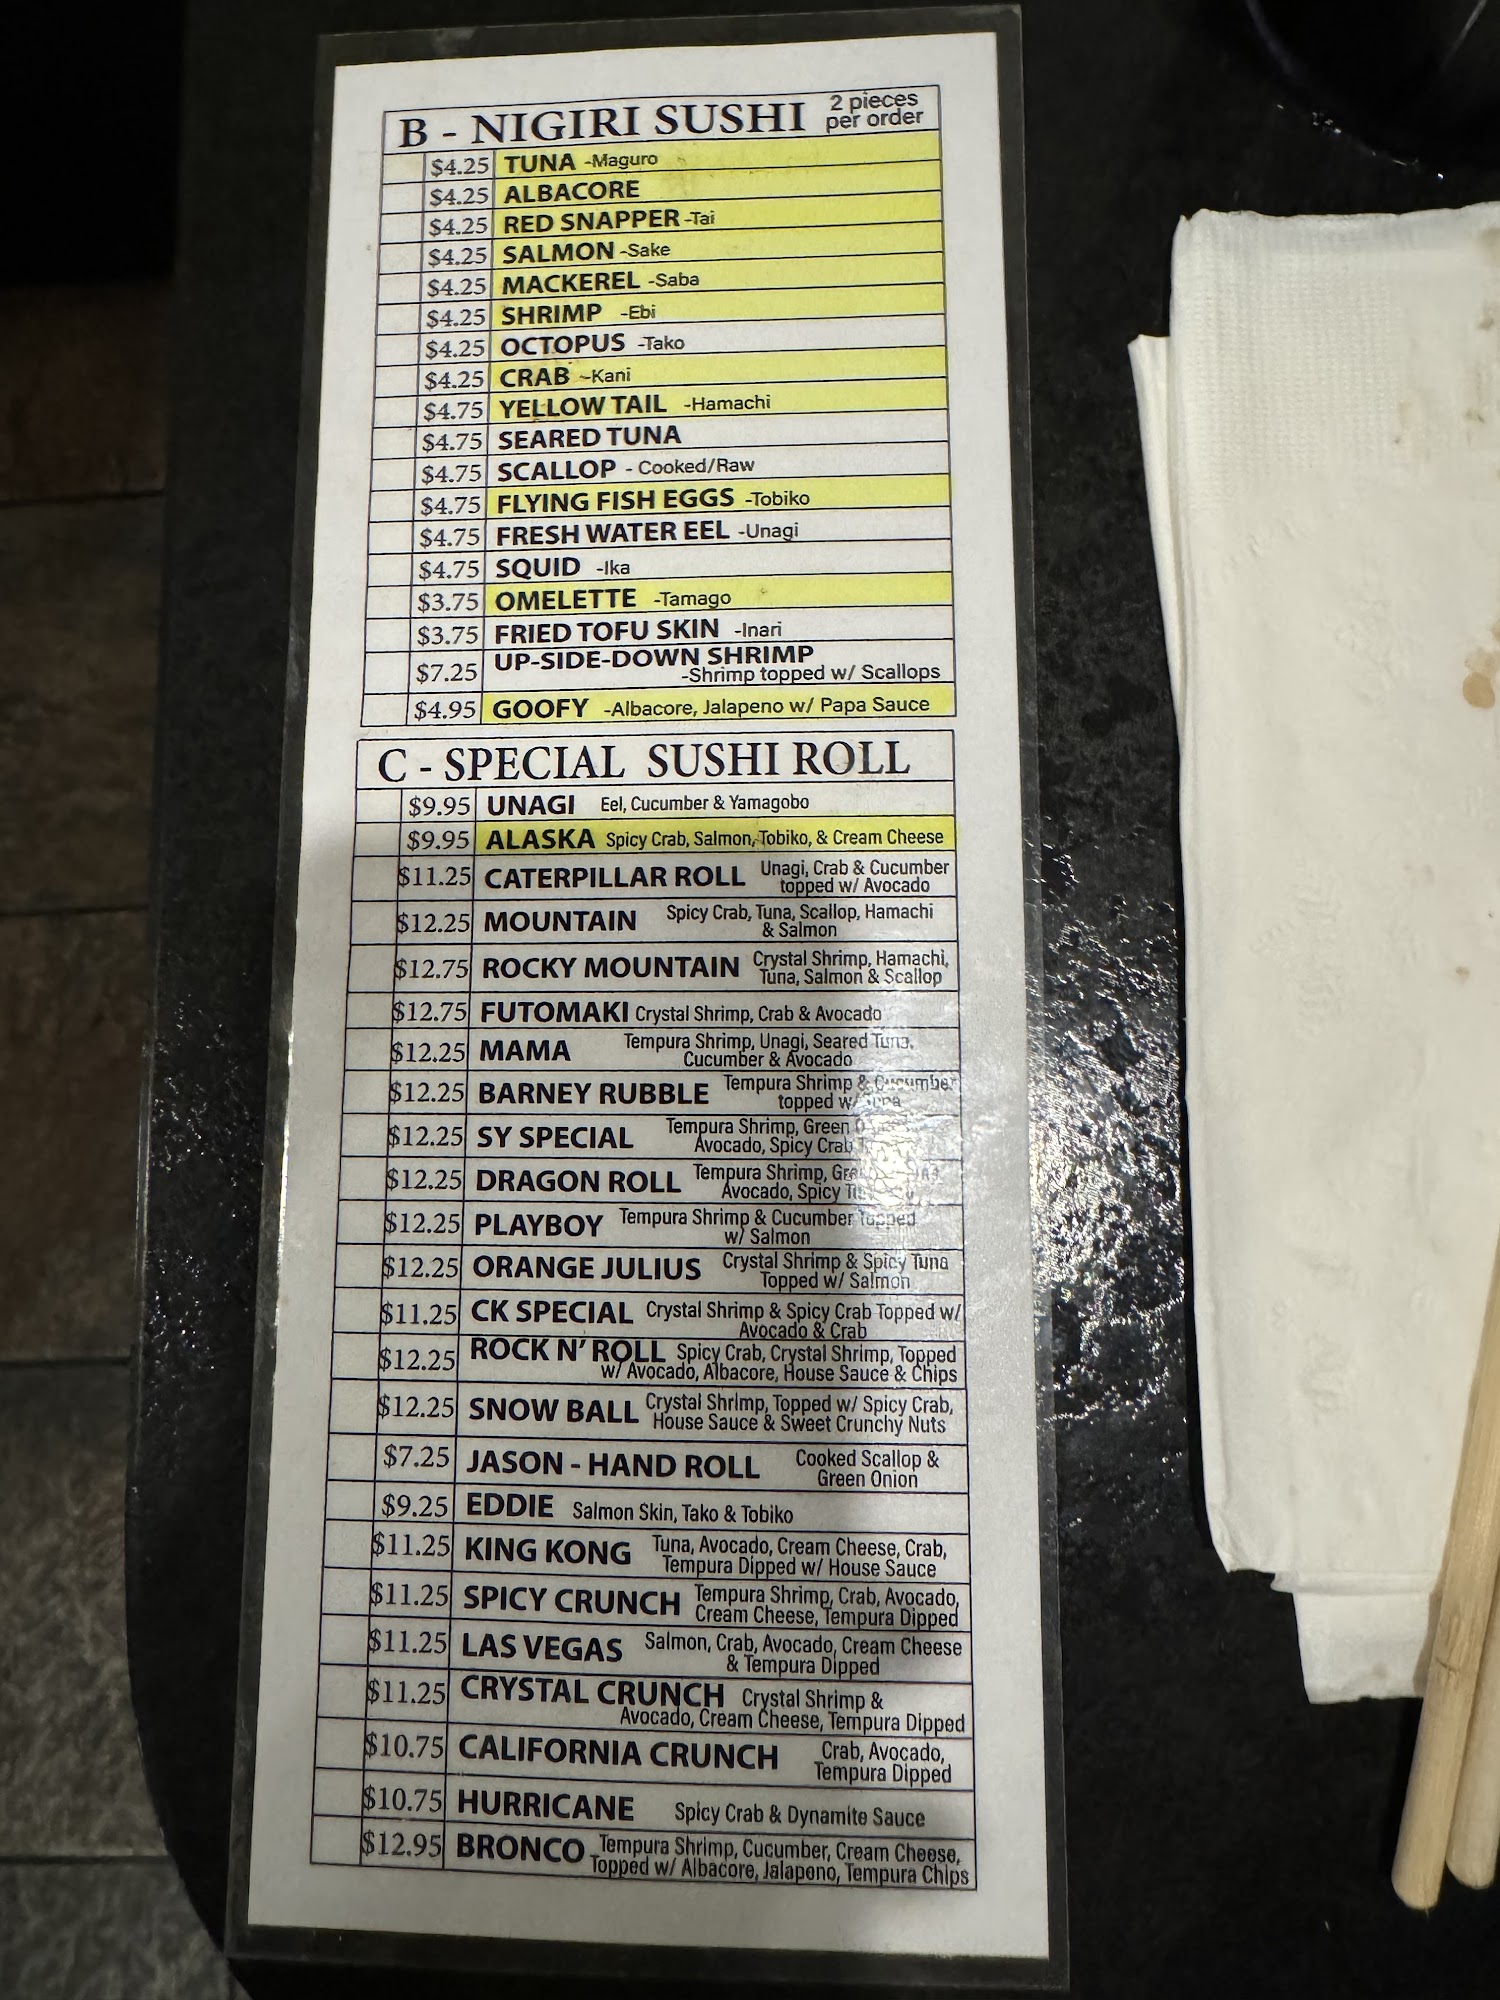 B - NIGIRI SUSHI 2 pieces per order
$4.25 TUNA -Maguro
$4.25 ALBACORE
$4.25 RED SNAPPER -Tai
$4.25 SALMON -Sake
$4.25 MACKEREL -Saba
$4.25 SHRIMP -Ebi
$4.25 OCTOPUS -Tako
$4.25 CRAB -Kani
$4.75 YELLOW TAIL -Hamachi
$4.75 SEARED TUNA
$4.75 SCALLOP - Cooked/Raw
$4.75 FLYING FISH EGGS -Tobiko
$4.75 FRESH WATER EEL -Unagi
$4.75 SQUID -Ika
$3.75 OMELETTE -Tamago
$3.75 FRIED TOFU SKIN -Inari
$7.25 UP-SIDE-DOWN SHRIMP
-Shrimp topped w/ Scallops
$4.95 GOOFY -Albacore, Jalapeno w/ Papa Sauce
C - SPECIAL SUSHI ROLL
$9.95 UNAGI Eel, Cucumber & Yamagobo
$9.95 ALASKA Spicy Crab, Salmon, Tobiko, & Cream Cheese
$11.25 CATERPILLAR ROLL Unagi, Crab & Cucumber
topped w/ Avocado
$12.25 MOUNTAIN Spicy Crab, Tuna, Scallop, Hamachi
& Salmon
$12.75 ROCKY MOUNTAIN Crystal Shrimp, Hamachi,
Tuna, Salmon & Scallop
$12.75 FUTOMAKI Crystal Shrimp, Crab & Avocado
$12.25 MAMA Tempura Shrimp, Unagi, Seared Tuna,
Cucumber & Avocado
$12.25 BARNEY RUBBLE Tempura Shrimp & Cucumber
topped w/
$12.25 SY SPECIAL Tempura Shrimp, Green
Avocado, Spicy Crab
$12.25 DRAGON ROLL Tempura Shrimp,
Avocado, Spicy
$12.25 PLAYBOY Tempura Shrimp & Cucumber Topped
w/ Salmon
$12.25 ORANGE JULIUS Crystal Shrimp & Spicy Tuna
Topped w/ Salmon
$11.25 CK SPECIAL Crystal Shrimp & Spicy Crab Topped w/
Avocado & Crab
$12.25 ROCK N' ROLL Spicy Crab, Crystal Shrimp, Topped
w/ Avocado, Albacore, House Sauce & Chips
$12.25 SNOW BALL Crystal Shrimp, Topped w/ Spicy Crab,
House Sauce & Sweet Crunchy Nuts
$7.25 JASON - HAND ROLL Cooked Scallop &
Green Onion
$9.25 EDDIE Salmon Skin, Tako & Tobiko
$11.25 KING KONG Tuna, Avocado, Cream Cheese, Crab,
Tempura Dipped w/ House Sauce
$11.25 SPICY CRUNCH Tempura Shrimp, Crab, Avocado,
Cream Cheese, Tempura Dipped
$11.25 LAS VEGAS Salmon, Crab, Avocado, Cream Cheese
& Tempura Dipped
$11.25 CRYSTAL CRUNCH Crystal Shrimp &
Avocado, Cream Cheese, Tempura Dipped
$10.75 CALIFORNIA CRUNCH Crab, Avocado,
Tempura Dipped
$10.75 HURRICANE Spicy Crab & Dynamite Sauce
$12.95 BRONCO Tempura Shrimp, Cucumber, Cream Cheese,
Topped w/ Albacore, Jalapeno, Tempura Chips